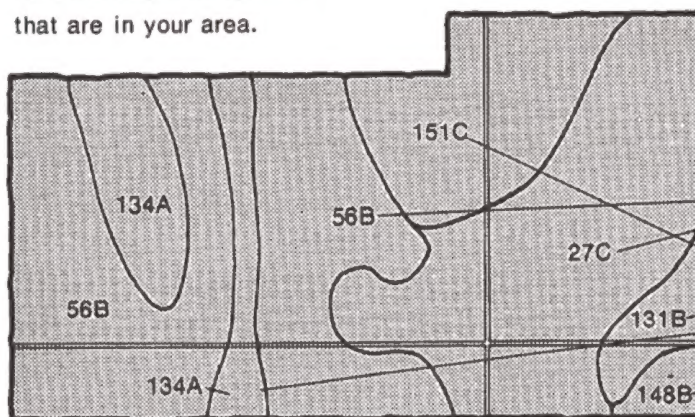 that are in your area.
151C
134A
56B
27C
56B
131B
134A
148B